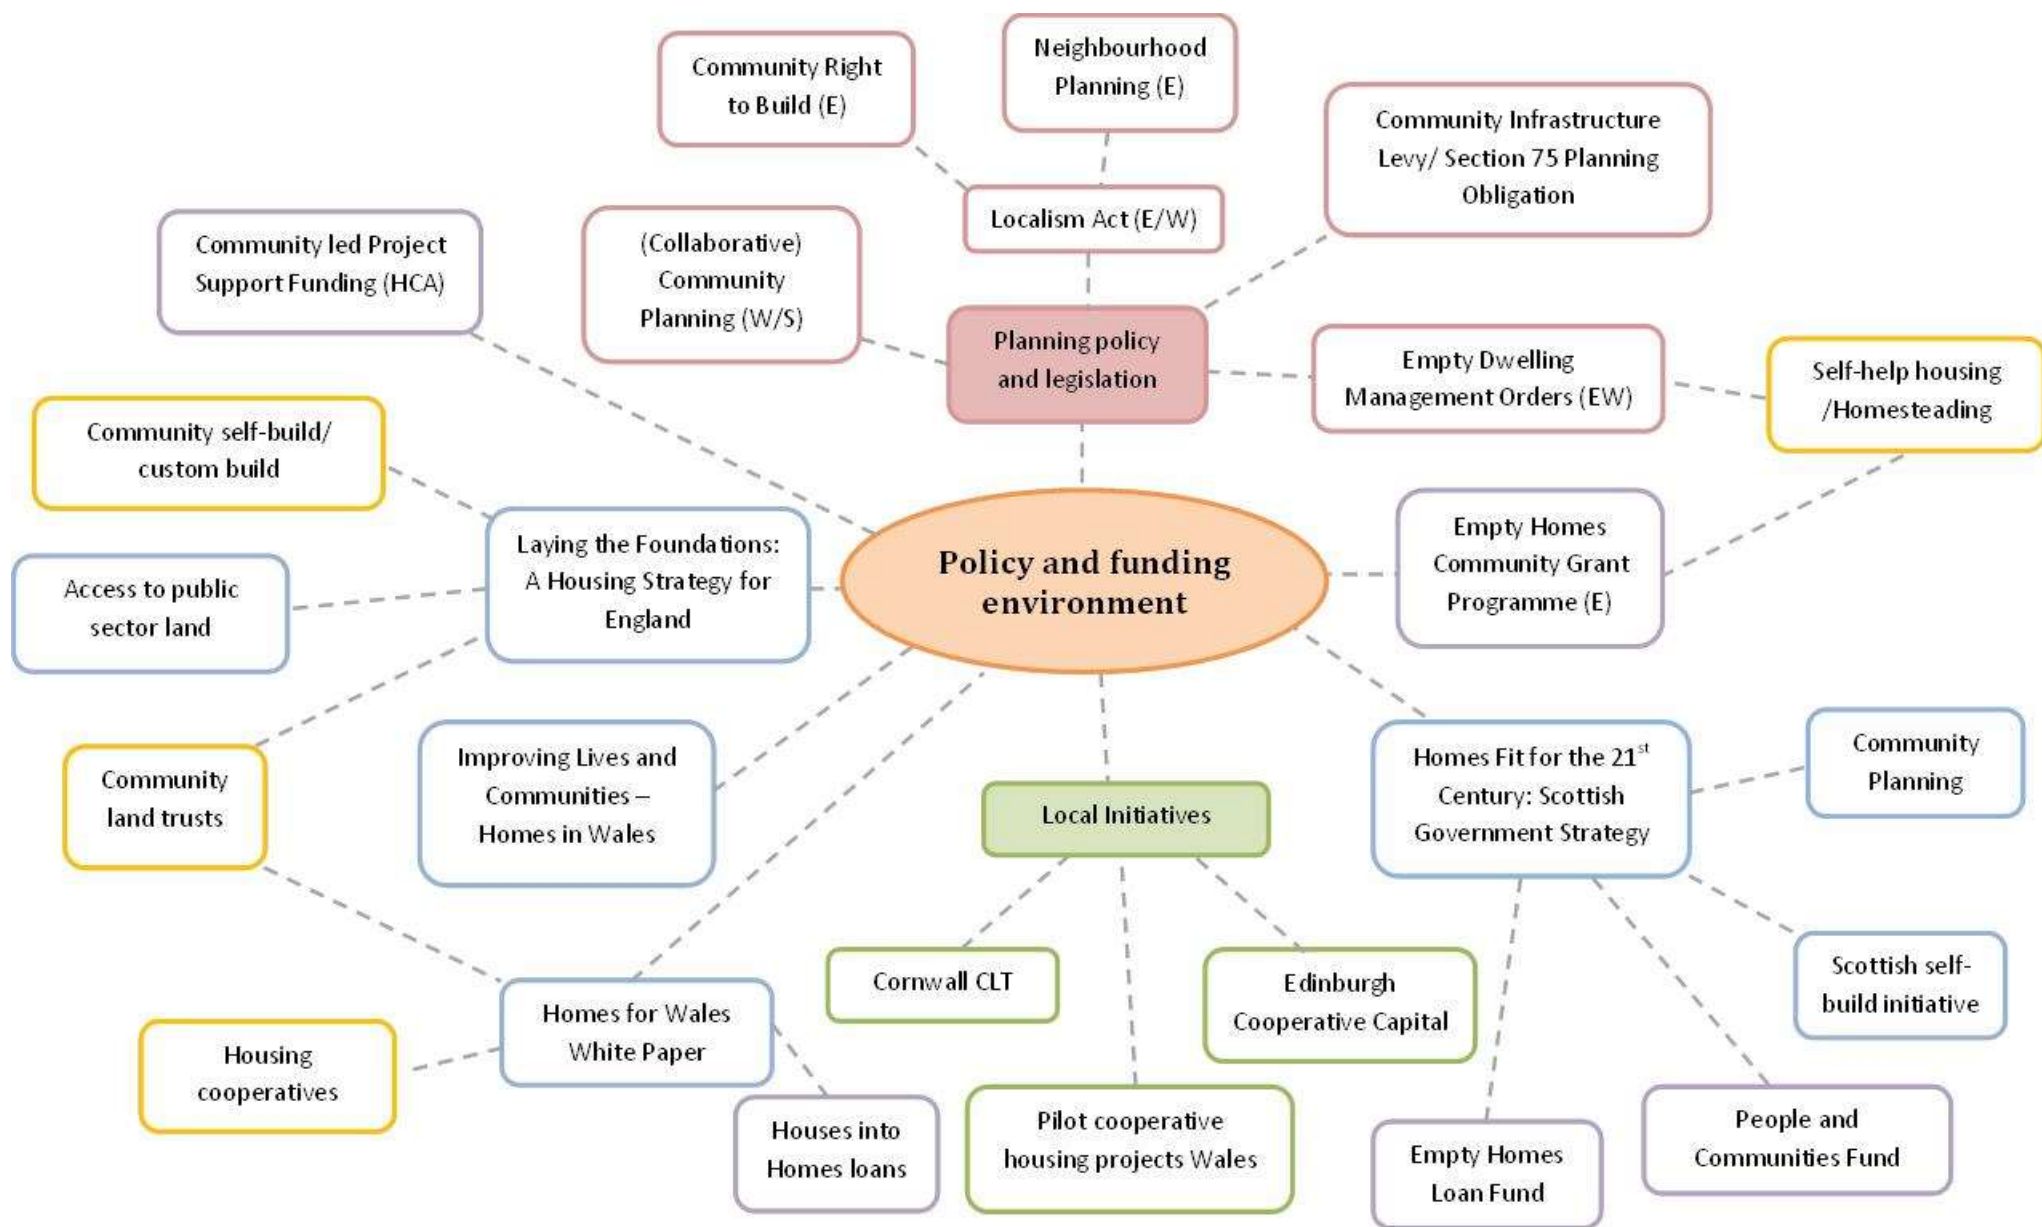 Neighbourhood
Planning (E)
Community Right
to Build (E)
Community Infrastructure
Levy/ Section 75 Planning
Obligation
Localism Act (E/W)
(Collaborative)
Community
Planning (W/S)
Community led Project
Support Funding (HCA)
Planning policy
and legislation
Empty Dwelling
Management Orders (EW)
Self-help housing
/Homesteading
Community self-build/
custom build
Laying the Foundations:
A Housing Strategy for
England
Policy and funding
environment
Empty Homes
Community Grant
Programme (E)
Access to public
sector land
Community
land trusts
Improving Lives and
Communities –
Homes in Wales
Local Initiatives
Homes Fit for the 21st
Century: Scottish
Government Strategy
Community
Planning
Cornwall CLT
Edinburgh
Cooperative Capital
Scottish self-
build initiative
Homes for Wales
White Paper
Housing
cooperatives
Houses into
Homes loans
Pilot cooperative
housing projects Wales
Empty Homes
Loan Fund
People and
Communities Fund